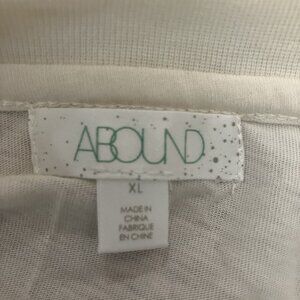 ABOUND
XL
MADE IN
CHINA
FABRIQUE
EN CHINE